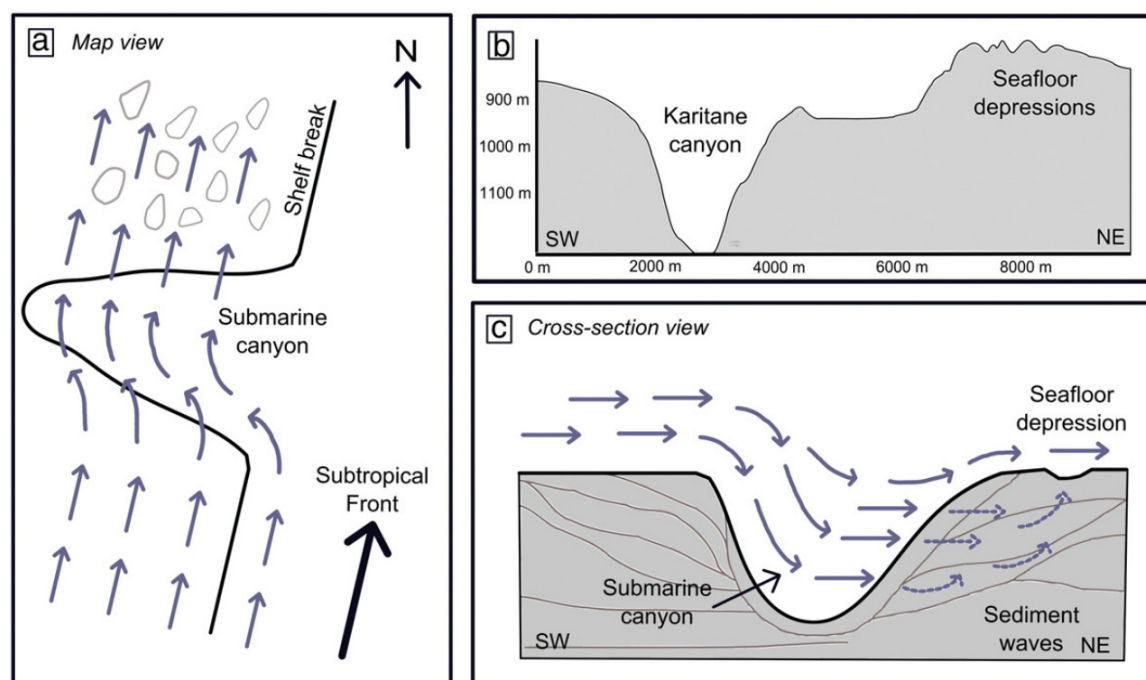 a Map view
N
Shelf break
Submarine
canyon
Subtropical
Front
b
900 m
1000 m
1100 m
Karitane
canyon
Seafloor
depressions
SW
NE
0 m 2000 m 4000 m 6000 m 8000 m
c Cross-section view
Seafloor
depression
Submarine
canyon
Sediment
waves
SW
NE